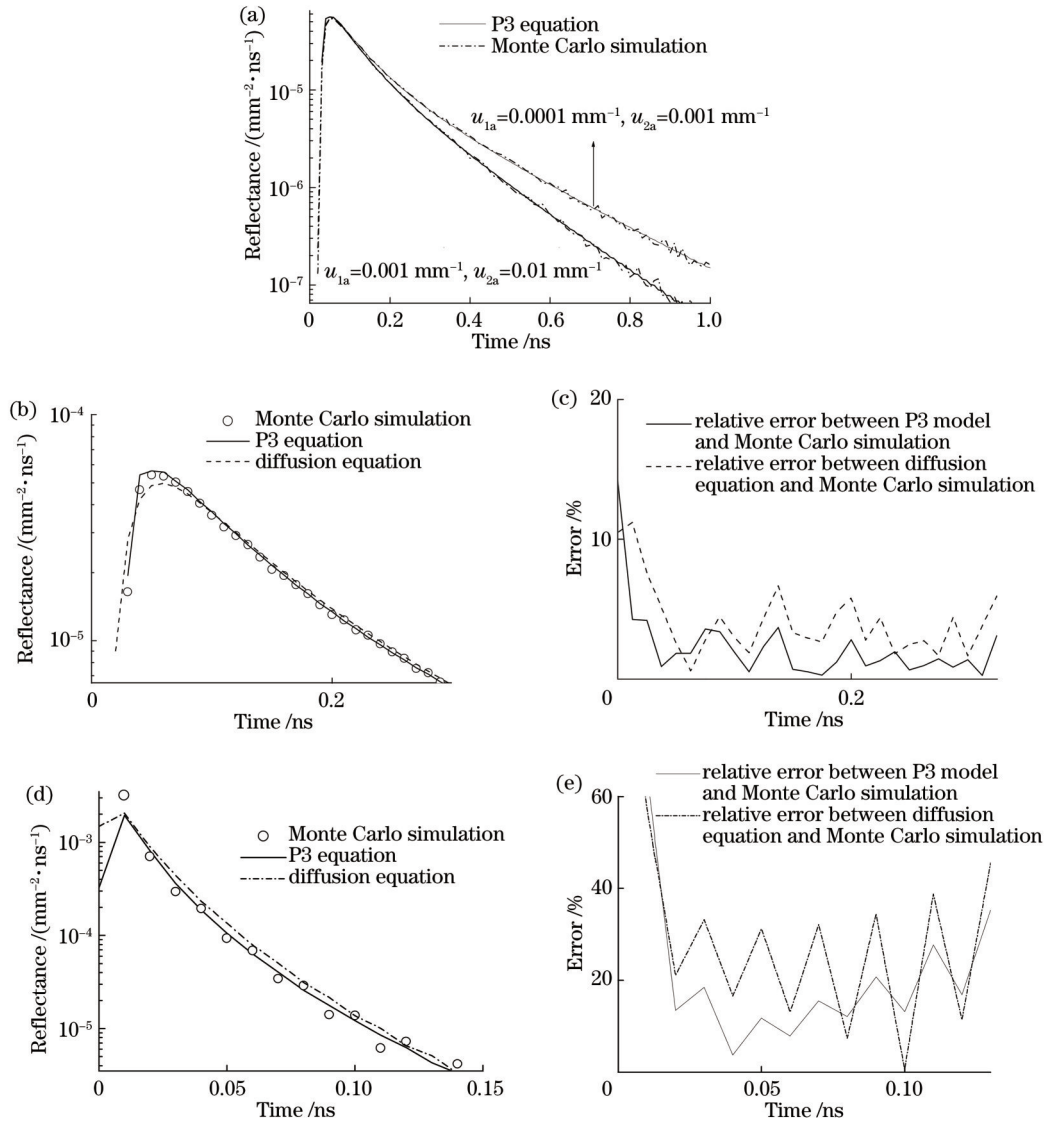 (a)
P3 equation
Monte Carlo simulation
u₁ₐ=0.0001 mm⁻¹, u₂ₐ=0.001 mm⁻¹
u₁ₐ=0.001 mm⁻¹, u₂ₐ=0.01 mm⁻¹
Reflectance /(mm⁻²·ns⁻¹)
10⁻⁵
10⁻⁶
10⁻⁷
0 0.2 0.4 0.6 0.8 1.0
Time /ns
(b)
Monte Carlo simulation
P3 equation
diffusion equation
Reflectance /(mm⁻²·ns⁻¹)
10⁻⁴
10⁻⁵
0 0.2
Time /ns
(c)
relative error between P3 model
and Monte Carlo simulation
relative error between diffusion
equation and Monte Carlo simulation
Error /%
20
10
0 0.2
Time /ns
(d)
Monte Carlo simulation
P3 equation
diffusion equation
Reflectance /(mm⁻²·ns⁻¹)
10⁻³
10⁻⁴
10⁻⁵
0 0.05 0.10 0.15
Time /ns
(e)
relative error between P3 model
and Monte Carlo simulation
relative error between diffusion
equation and Monte Carlo simulation
Error /%
60
40
20
0 0.05 0.10
Time /ns